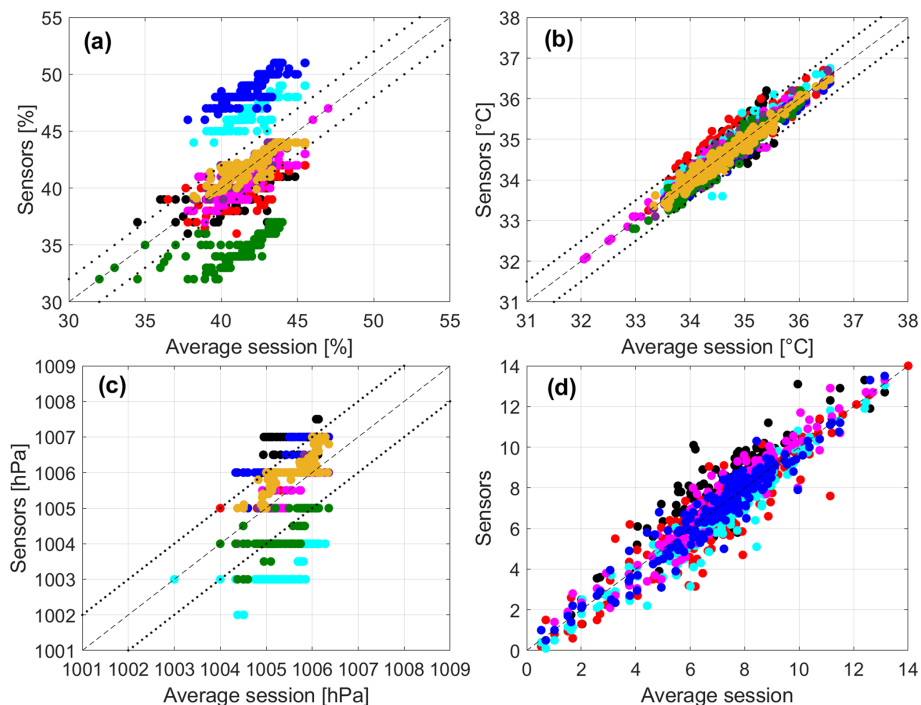 (a)
55
50
45
40
35
30
Sensors [%]
30 35 40 45 50 55
Average session [%]
(b)
38
37
36
35
34
33
32
31
Sensors [°C]
31 32 33 34 35 36 37 38
Average session [°C]
(c)
1009
1008
1007
1006
1005
1004
1003
1002
1001
Sensors [hPa]
1001 1002 1003 1004 1005 1006 1007 1008 1009
Average session [hPa]
(d)
14
12
10
8
6
4
2
0
Sensors
0 2 4 6 8 10 12 14
Average session